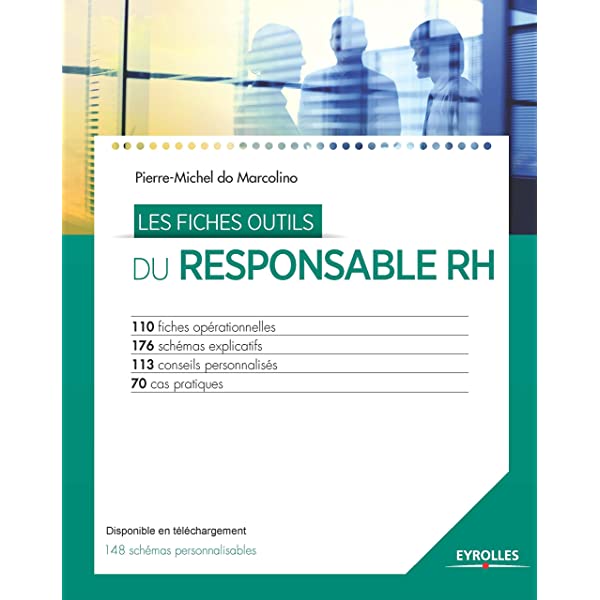 Pierre-Michel do Marcolino
LES FICHES OUTILS
DU RESPONSABLE RH
110 fiches opérationnelles
176 schémas explicatifs
113 conseils personnalisés
70 cas pratiques
Disponible en téléchargement
148 schémas personnalisables
EYROLLES